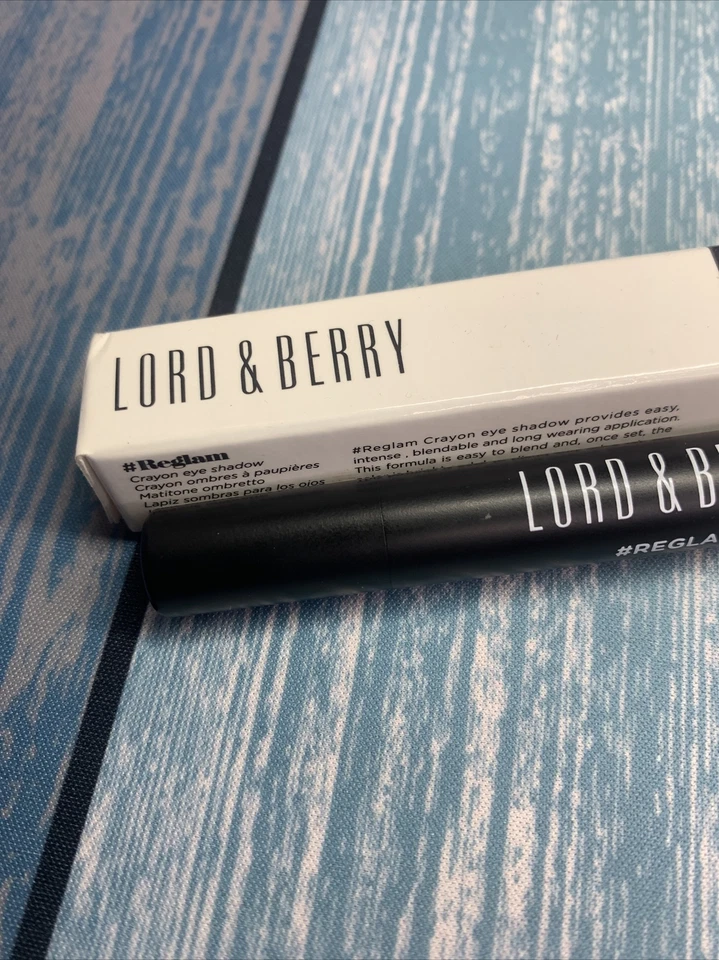 LORD & BERRY
#Reglam
Crayon eye shadow
Crayon ombres à paupières
Matitone ombretto
Lapiz sombras para los ojos
#Reglam Crayon eye shadow provides easy,
intense , blendable and long wearing application.
This formula is easy to blend and, once set, the
LORD & BE
#REGLA